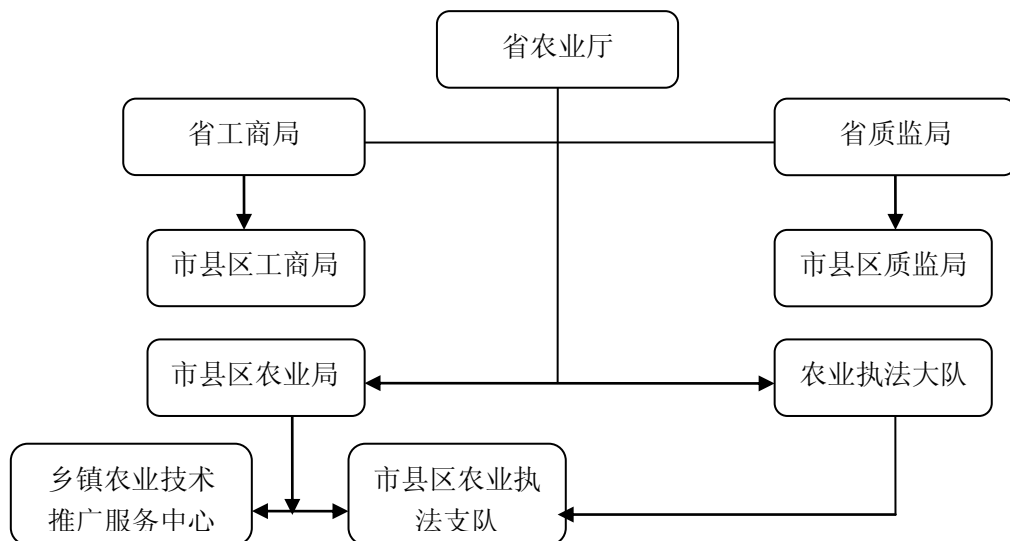 省农业厅
省工商局
省质监局
市县区工商局
市县区质监局
市县区农业局
农业执法大队
乡镇农业技术
推广服务中心
市县区农业执
法支队